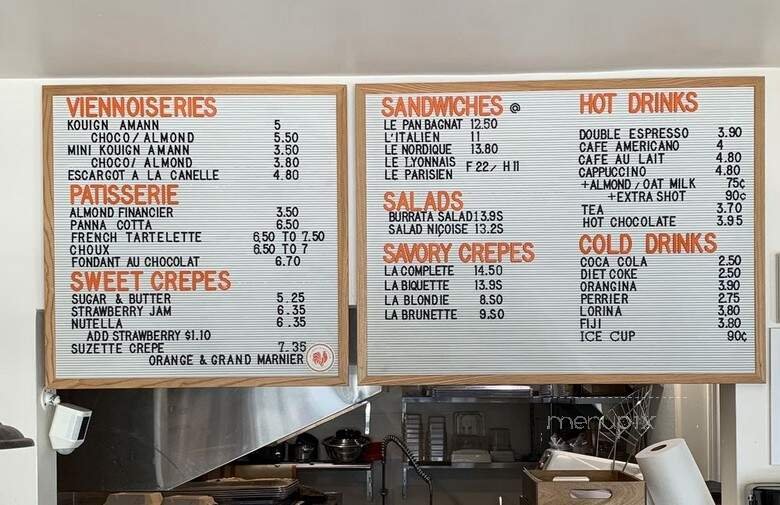 VIENNOISERIES
KOUIGN AMANN 5
CHOCO/ALMOND 5.50
MINI KOUIGN AMANN 3.50
CHOCO/ ALMOND 3.80
ESCARGOT A LA CANELLE 4.80
PATISSERIE
ALMOND FINANCIER 3.50
PANNA COTTA 6.50
FRENCH TARTELETTE 6.50 TO 7.50
CHOUX 6.50 TO 7
FONDANT AU CHOCOLAT 6.70
SWEET CREPES
SUGAR & BUTTER 5.25
STRAWBERRY JAM 6.35
NUTELLA 6.35
ADD STRAWBERRY $1.10
SUZETTE CREPE 7.35
ORANGE & GRAND MARNIER
SANDWICHES @
LE PAN BAGNAT 12.50
L'ITALIEN 11
LE NORDIQUE 13.80
LE LYONNAIS F 22/ H 11
LE PARISIEN
SALADS
BURRATA SALAD 13.9S
SALAD NIÇOISE 13.2S
SAVORY CREPES
LA COMPLETE 14.50
LA BIQUETTE 13.9S
LA BLONDIE 8.SO
LA BRUNETTE 9.SO
HOT DRINKS
DOUBLE ESPRESSO 3.90
CAFE AMERICANO 4
CAFE AU LAIT 4.80
CAPPUCCINO 4.80
+ALMOND/OAT MILK 75¢
+EXTRA SHOT 90¢
TEA 3.70
HOT CHOCOLATE 3.95
COLD DRINKS
COCA COLA 2.50
DIET COKE 2.50
ORANGINA 3.90
PERRIER 2.75
LORINA 3,80
FIJI 3.80
ICE CUP 90¢
menupix